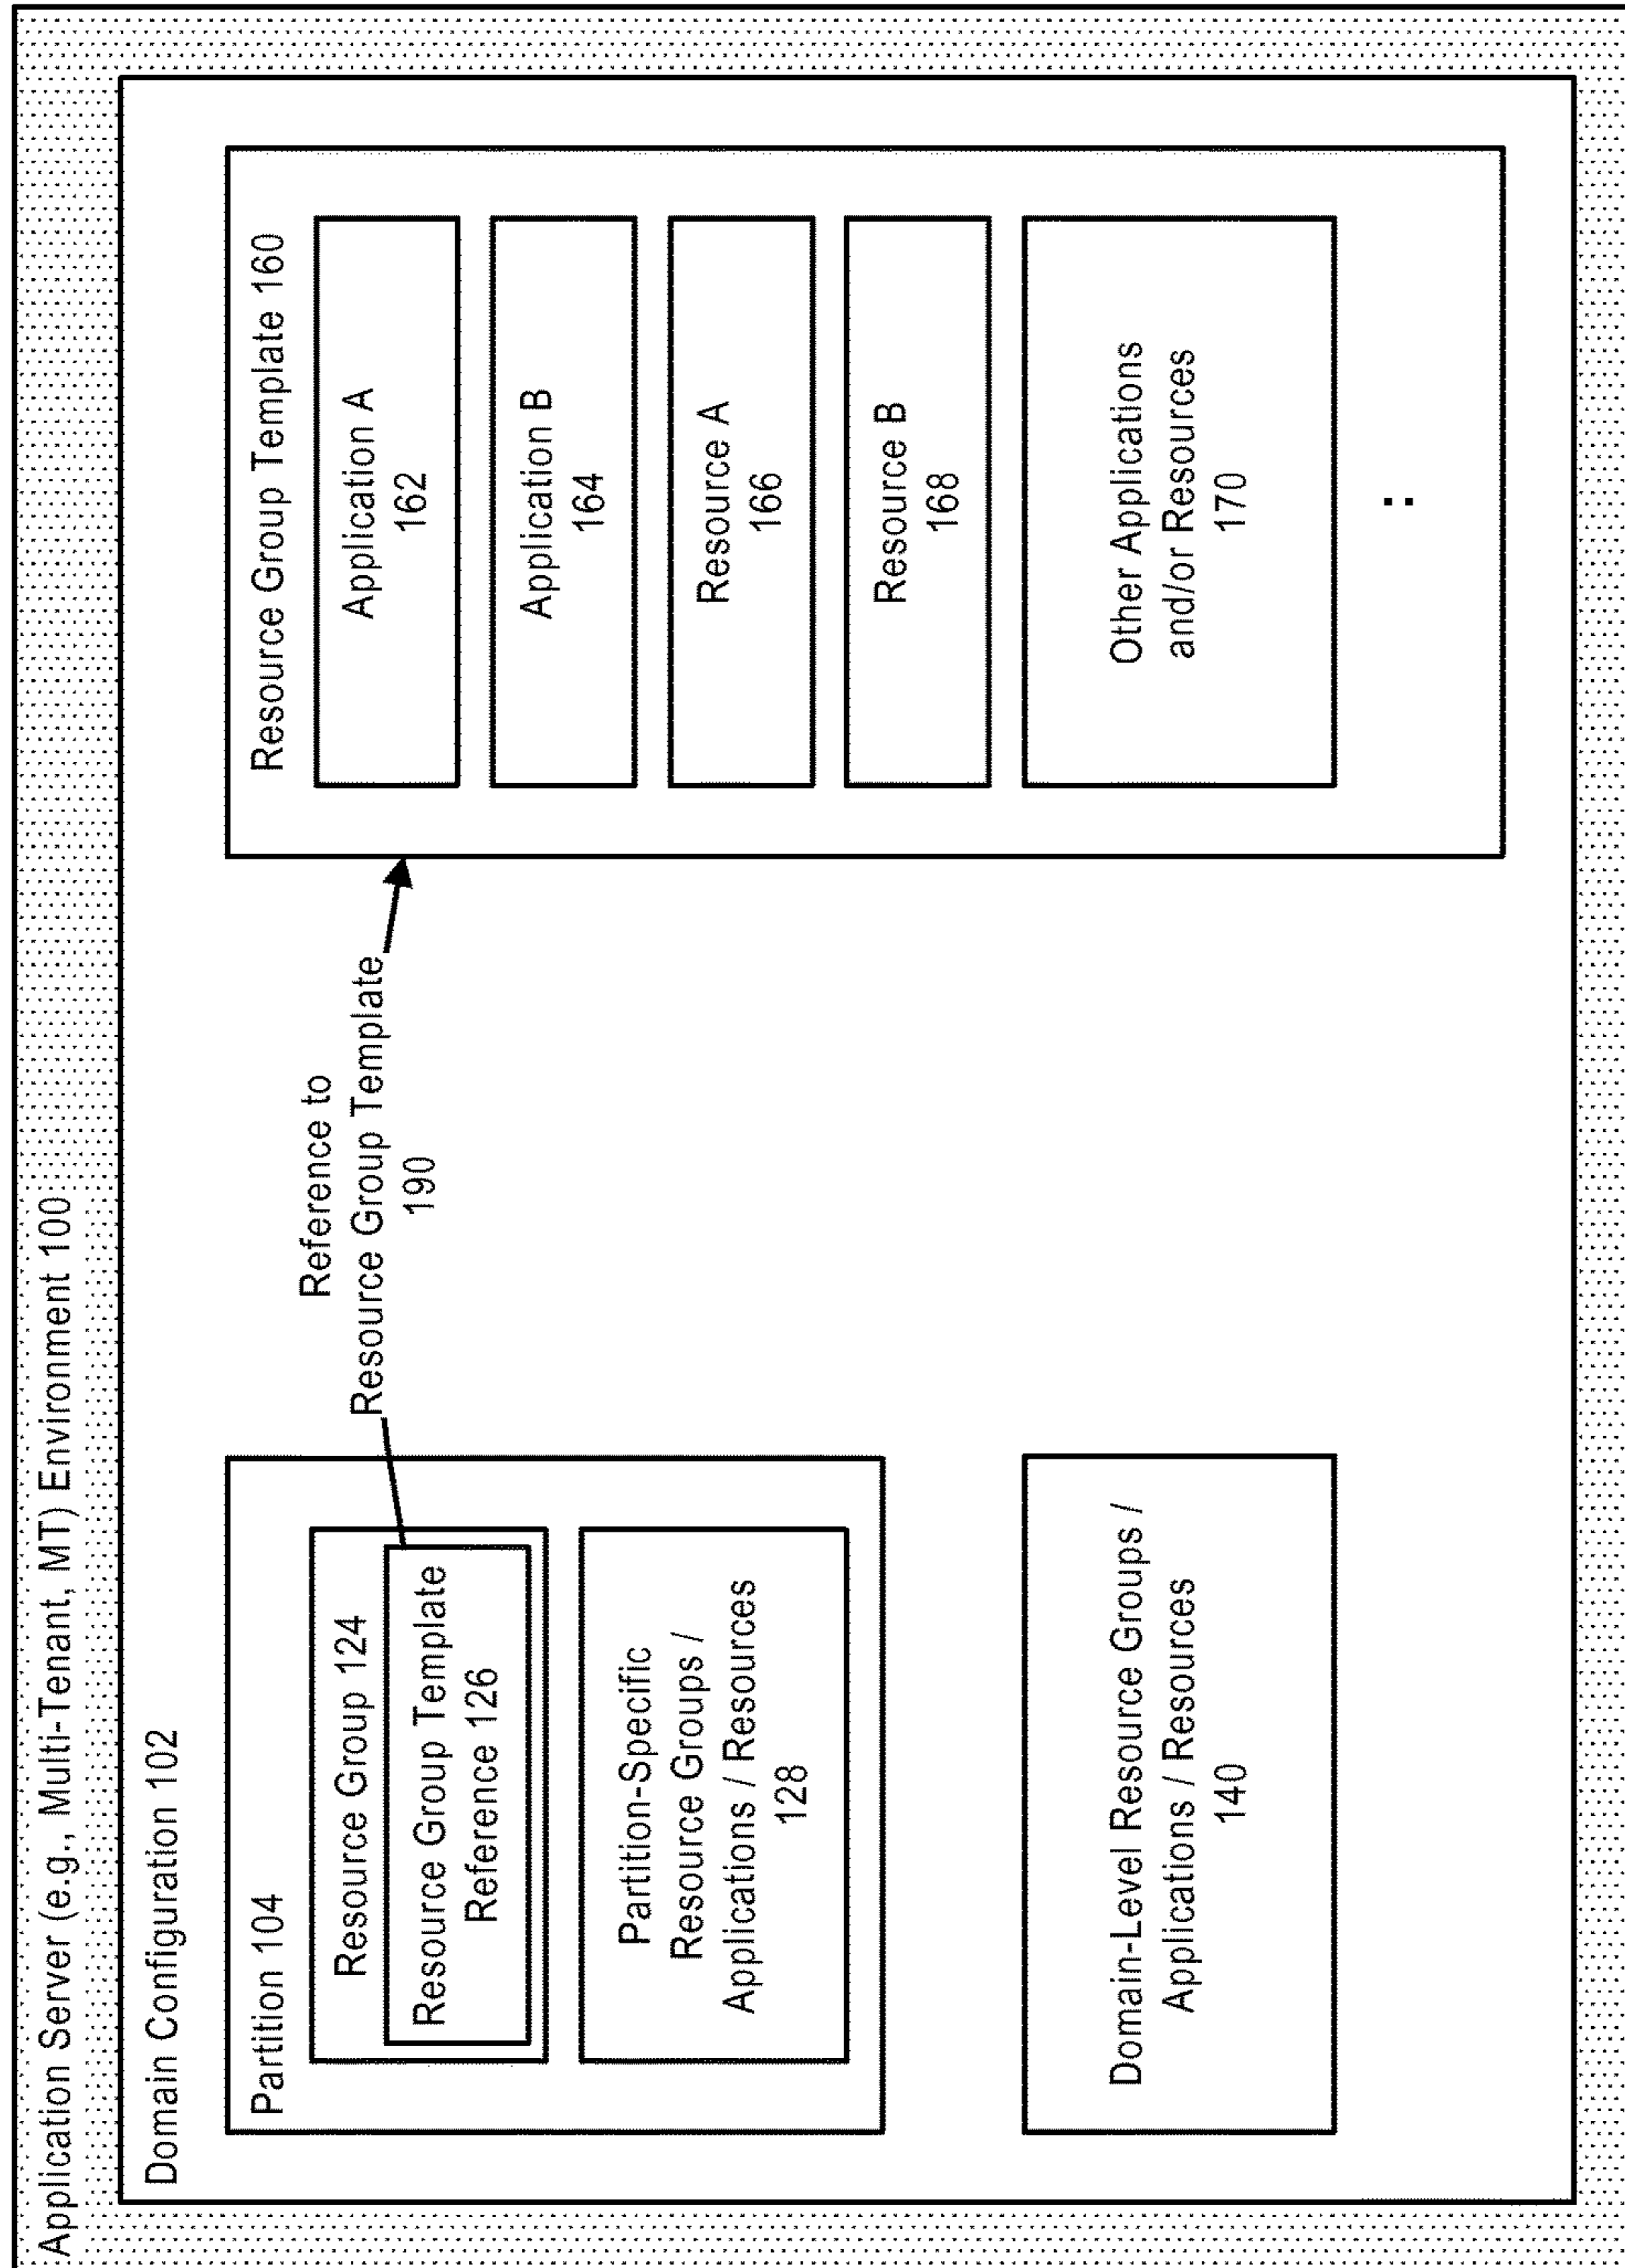 Application Server (e.g., Multi-Tenant, MT) Environment 100
Domain Configuration 102
Partition 104
Resource Group 124
Resource Group Template
Reference 126
Partition-Specific
Resource Groups /
Applications / Resources
128
Domain-Level Resource Groups /
Applications / Resources
140
Reference to
Resource Group Template
190
Resource Group Template 160
Application A
162
Application B
164
Resource A
166
Resource B
168
Other Applications
and/or Resources
170
..